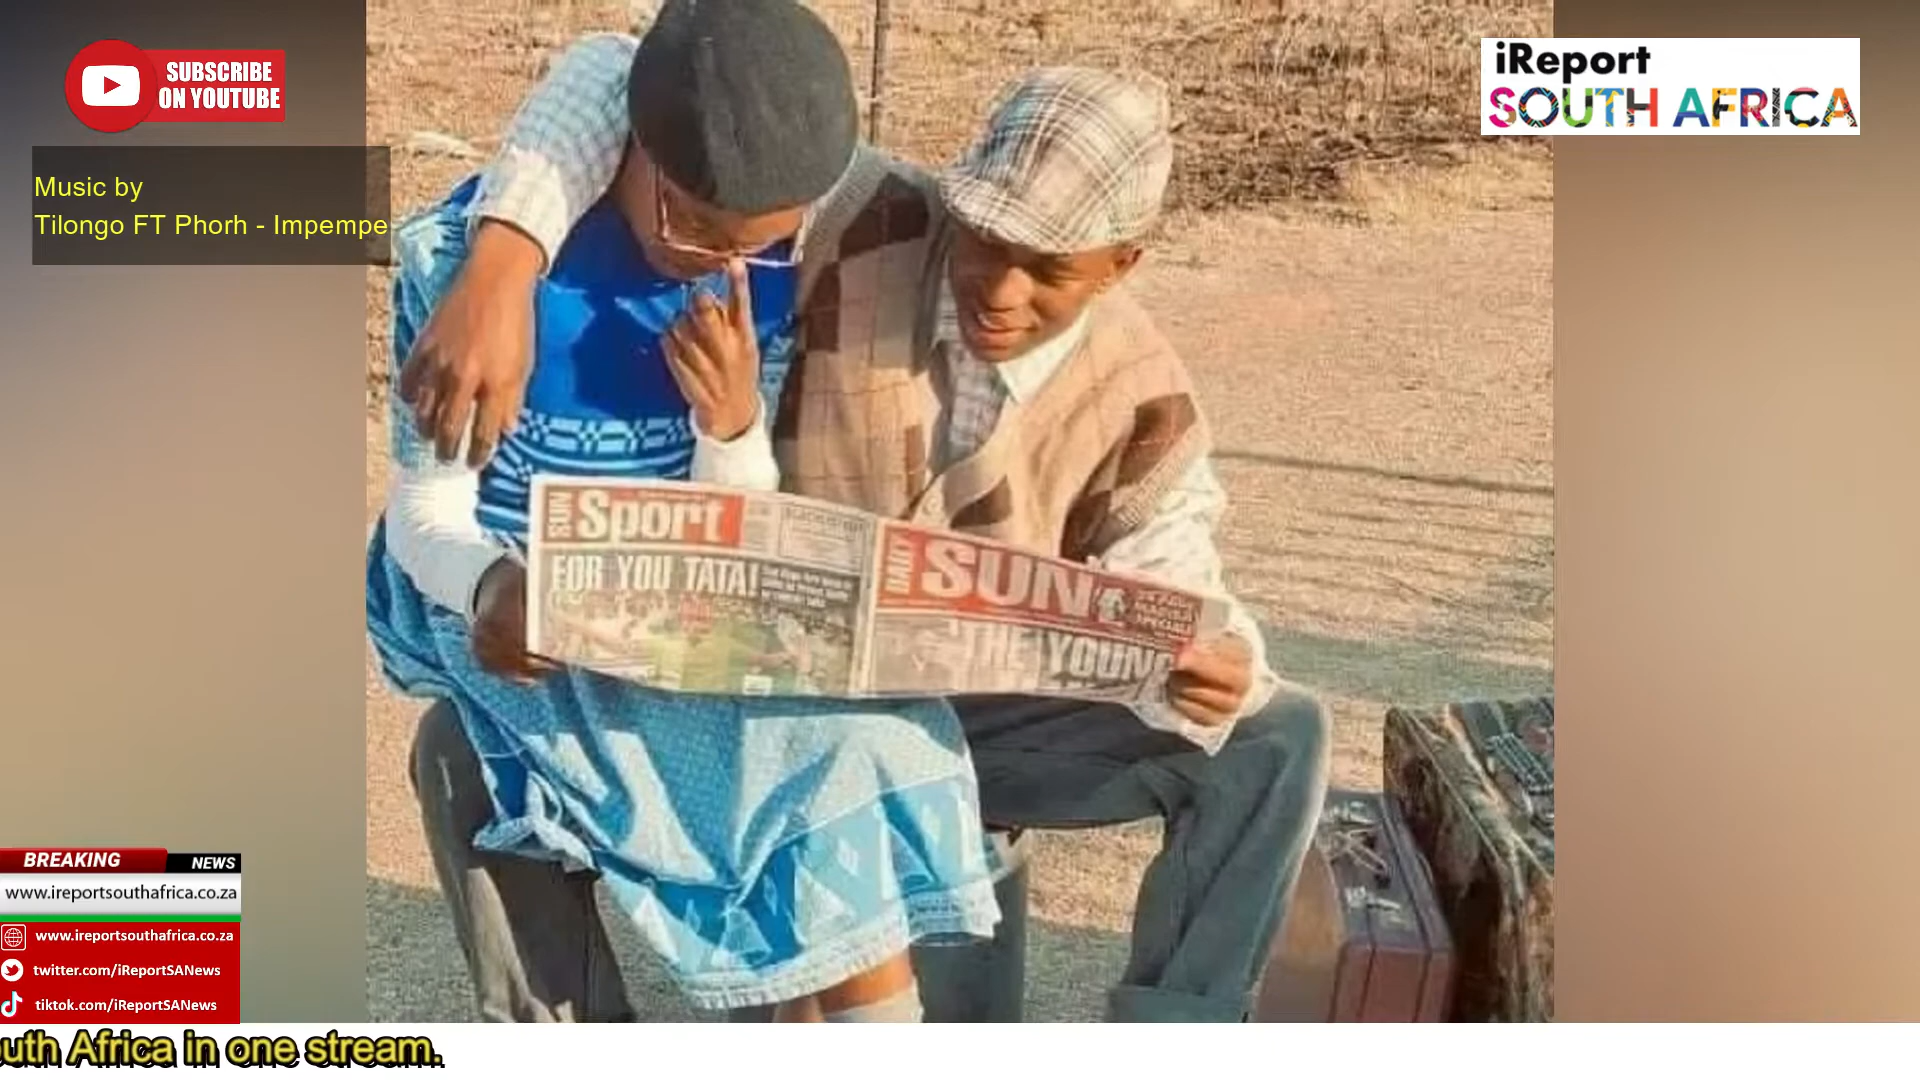 SUBSCRIBE
ON YOUTUBE
iReport
SOUTH AFRICA
Music by
Tilongo FT Phorh - Impempe
SUN Sport
FOR YOU TATA!
DAILY SUN
THE YOUNG
BREAKING NEWS
www.ireportsouthafrica.co.za
www.ireportsouthafrica.co.za
twitter.com/iReportSANews
tiktok.com/iReportSANews
uth Africa in one stream.